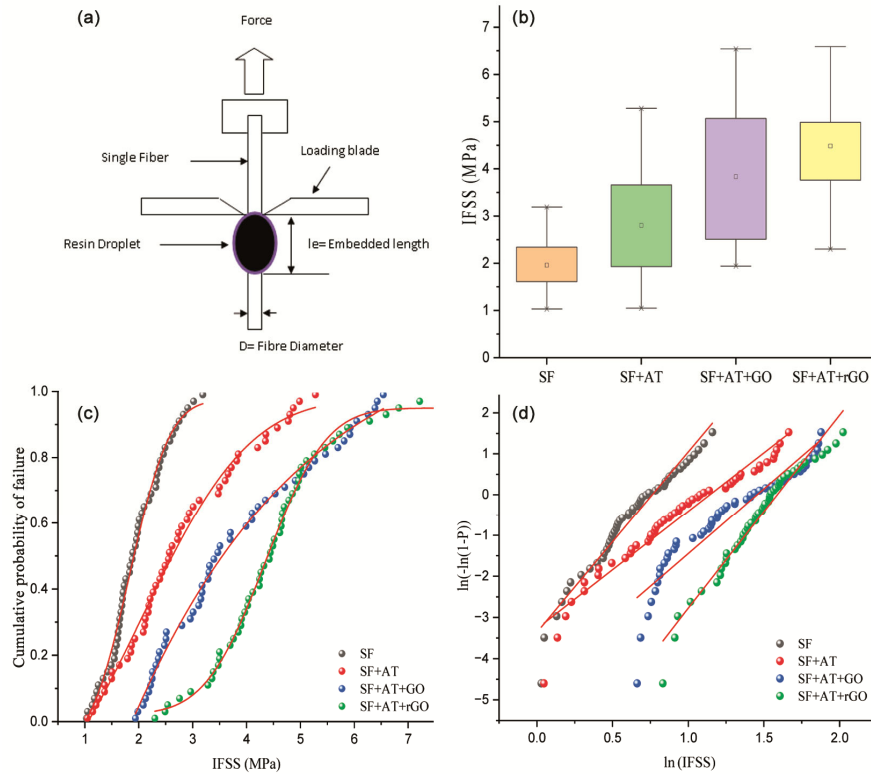 (a)
Force
Single Fiber
Loading blade
Resin Droplet
le= Embedded length
D= Fibre Diameter
(b)
IFSS (MPa)
7
6
5
4
3
2
1
0
SF
SF+AT
SF+AT+GO
SF+AT+rGO
(c)
Cumulative probability of failure
1.0
0.8
0.6
0.4
0.2
0.0
1
2
3
4
5
6
7
IFSS (MPa)
SF
SF+AT
SF+AT+GO
SF+AT+rGO
(d)
ln(-ln(1-P))
2
1
0
-1
-2
-3
-4
-5
0.0
0.5
1.0
1.5
2.0
ln (IFSS)
SF
SF+AT
SF+AT+GO
SF+AT+rGO